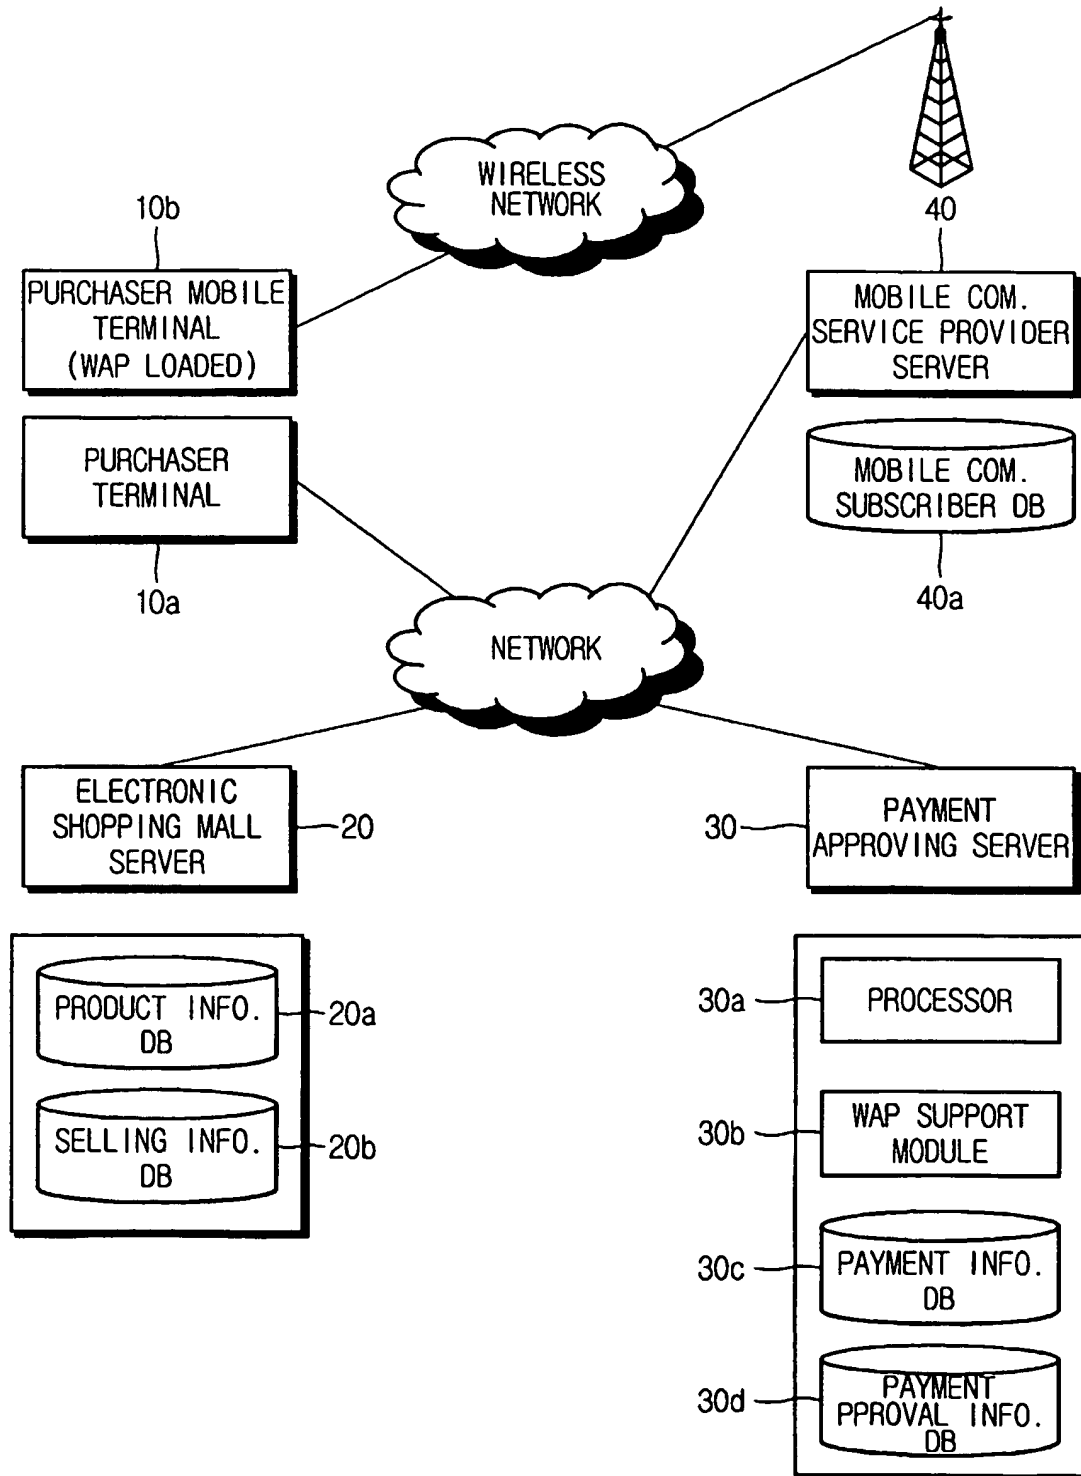 WIRELESS
NETWORK
10b
40
PURCHASER MOBILE
TERMINAL
(WAP LOADED)
MOBILE COM.
SERVICE PROVIDER
SERVER
PURCHASER
TERMINAL
MOBILE COM.
SUBSCRIBER DB
10a
40a
NETWORK
ELECTRONIC
SHOPPING MALL
SERVER
20
30
PAYMENT
APPROVING SERVER
PRODUCT INFO.
DB
20a
30a
PROCESSOR
SELLING INFO.
DB
20b
30b
WAP SUPPORT
MODULE
30c
PAYMENT INFO.
DB
30d
PAYMENT
PPROVAL INFO.
DB